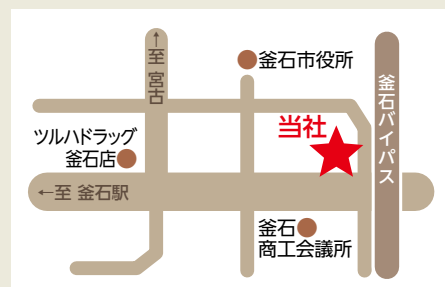 ↑至 宮古
釜石市役所
釜石バイパス
当社
ツルハドラッグ
釜石店
←至 釜石駅
釜石
商工会議所